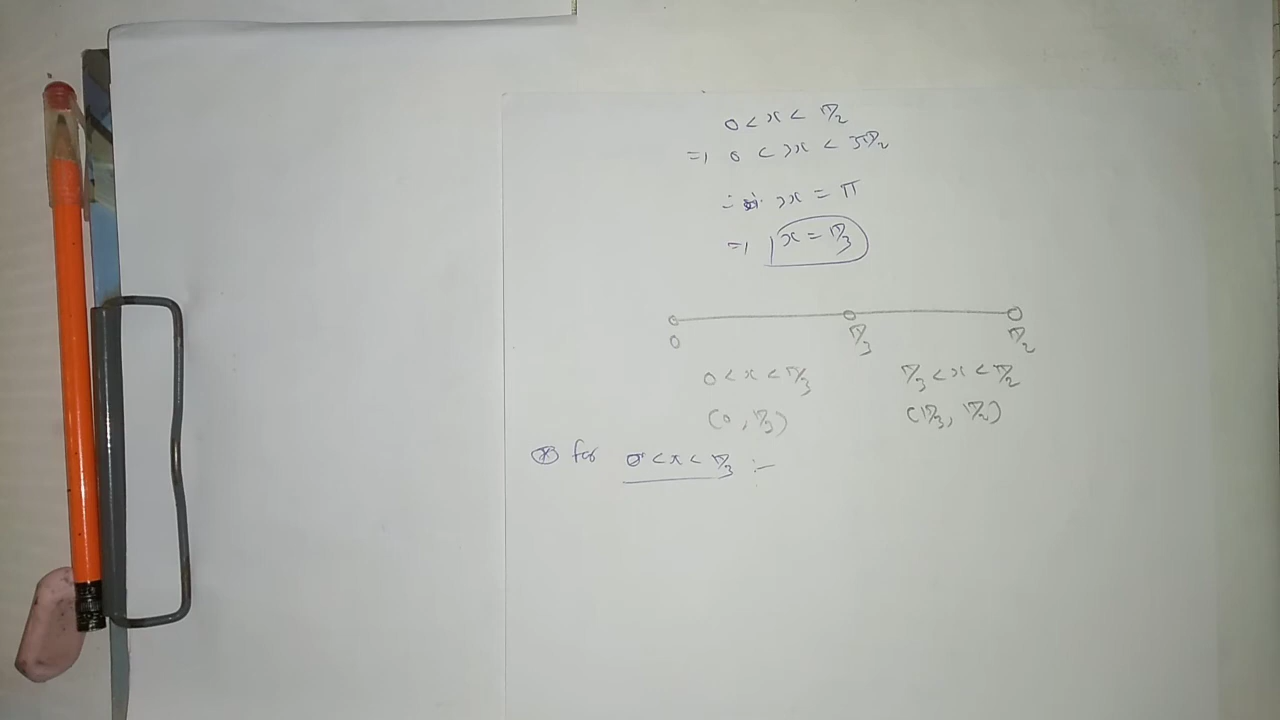 0 < x < π/2
=) 0 < 3x < 3π/2
∴ 3x = π
=) x = π/3
0 π/3 π/2
0 < x < π/3 π/3 < x < π/2
(0, π/3) (π/3, π/2)
⊛ for 0 < x < π/3 :-